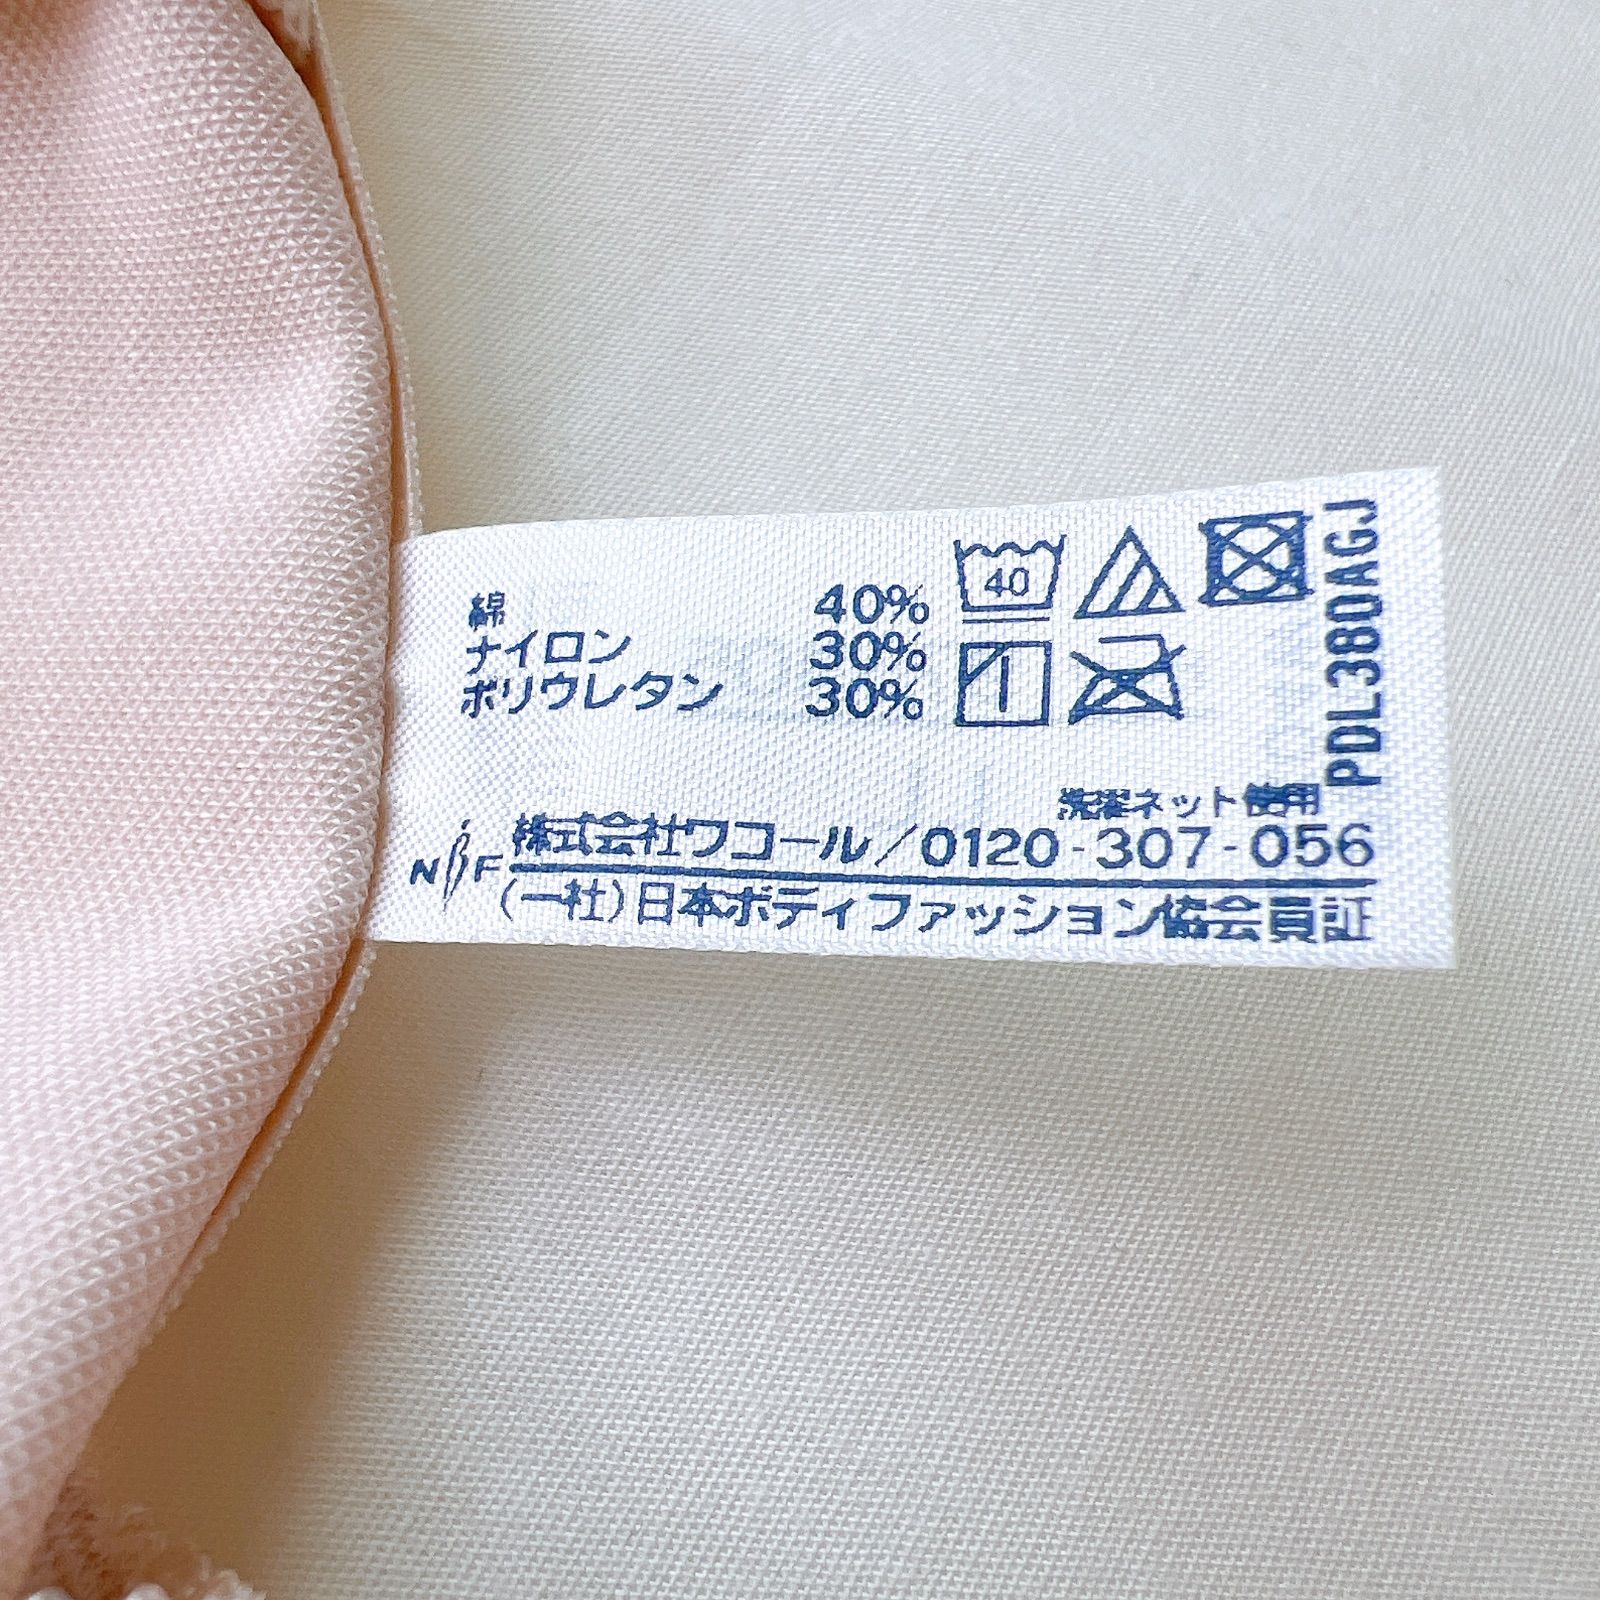 綿 40%
ナイロン 30%
ポリウレタン 30%
40
PDL380AGJ
洗濯ネット使用
NBF
株式会社ワコール/0120-307-056
(一社)日本ボディファッション協会員証